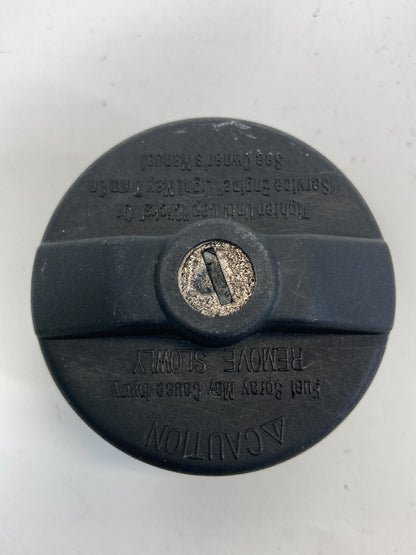 CAUTION
Fuel Spray May Cause Injury
REMOVE SLOWLY
Tighten Until Cap "Clicks" Or
"Service Engine" Light May Turn On
See Owner's Manual